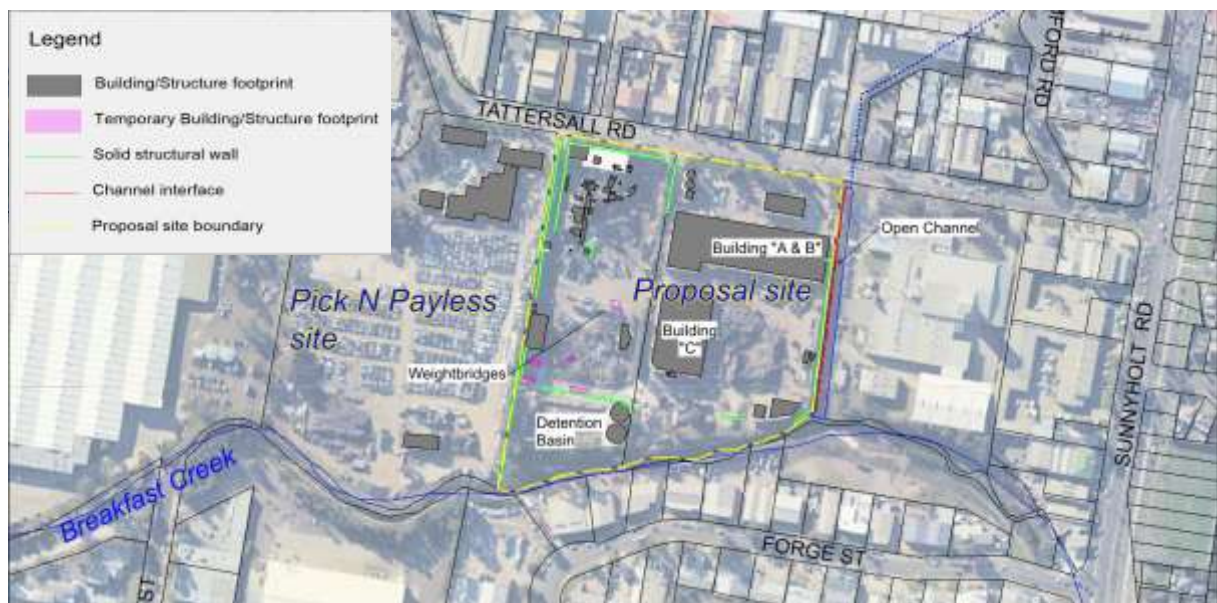 Legend
Building/Structure footprint
Temporary Building/Structure footprint
Solid structural wall
Channel interface
Proposal site boundary
TATTERSALL RD
MFORD RD
Open Channel
Building "A & B"
Pick N Payless
site
Proposal site
Building
"C"
Weightbridges
SUNNYHOLT RD
Detention
Basin
Breakfast Creek
FORGE ST
ST